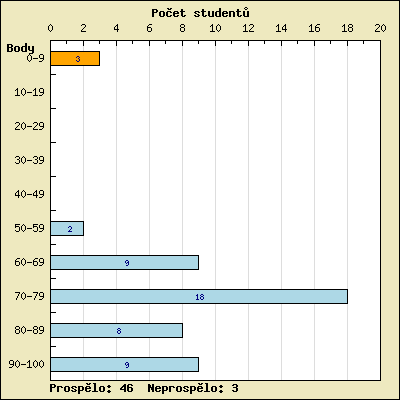 Počet studentů
0 2 4 6 8 10 12 14 16 18 20
Body
0-9 3
10-19
20-29
30-39
40-49
50-59 2
60-69 9
70-79 18
80-89 8
90-100 9
Prospělo: 46 Neprospělo: 3